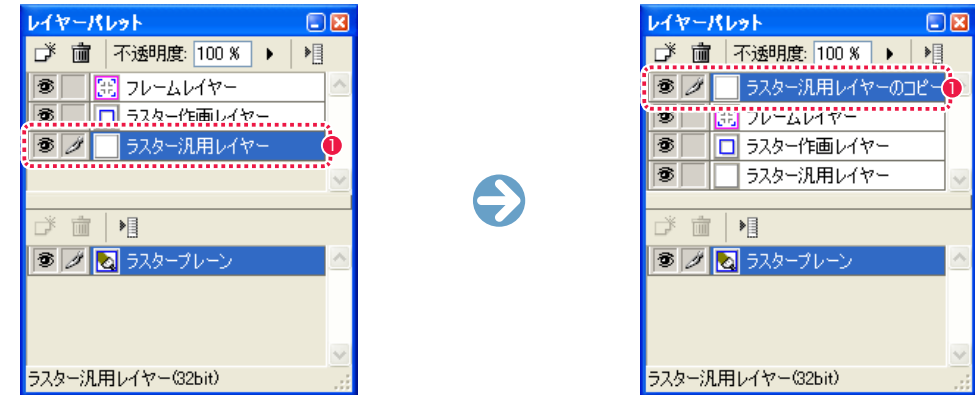 レイヤーパレット
不透明度: 100 %
フレームレイヤー
ラスター作画レイヤー
ラスター汎用レイヤー 1
ラスタープレーン
ラスター汎用レイヤー(32bit)
レイヤーパレット
不透明度: 100 %
ラスター汎用レイヤーのコピー 1
フレームレイヤー
ラスター作画レイヤー
ラスター汎用レイヤー
ラスタープレーン
ラスター汎用レイヤー(32bit)